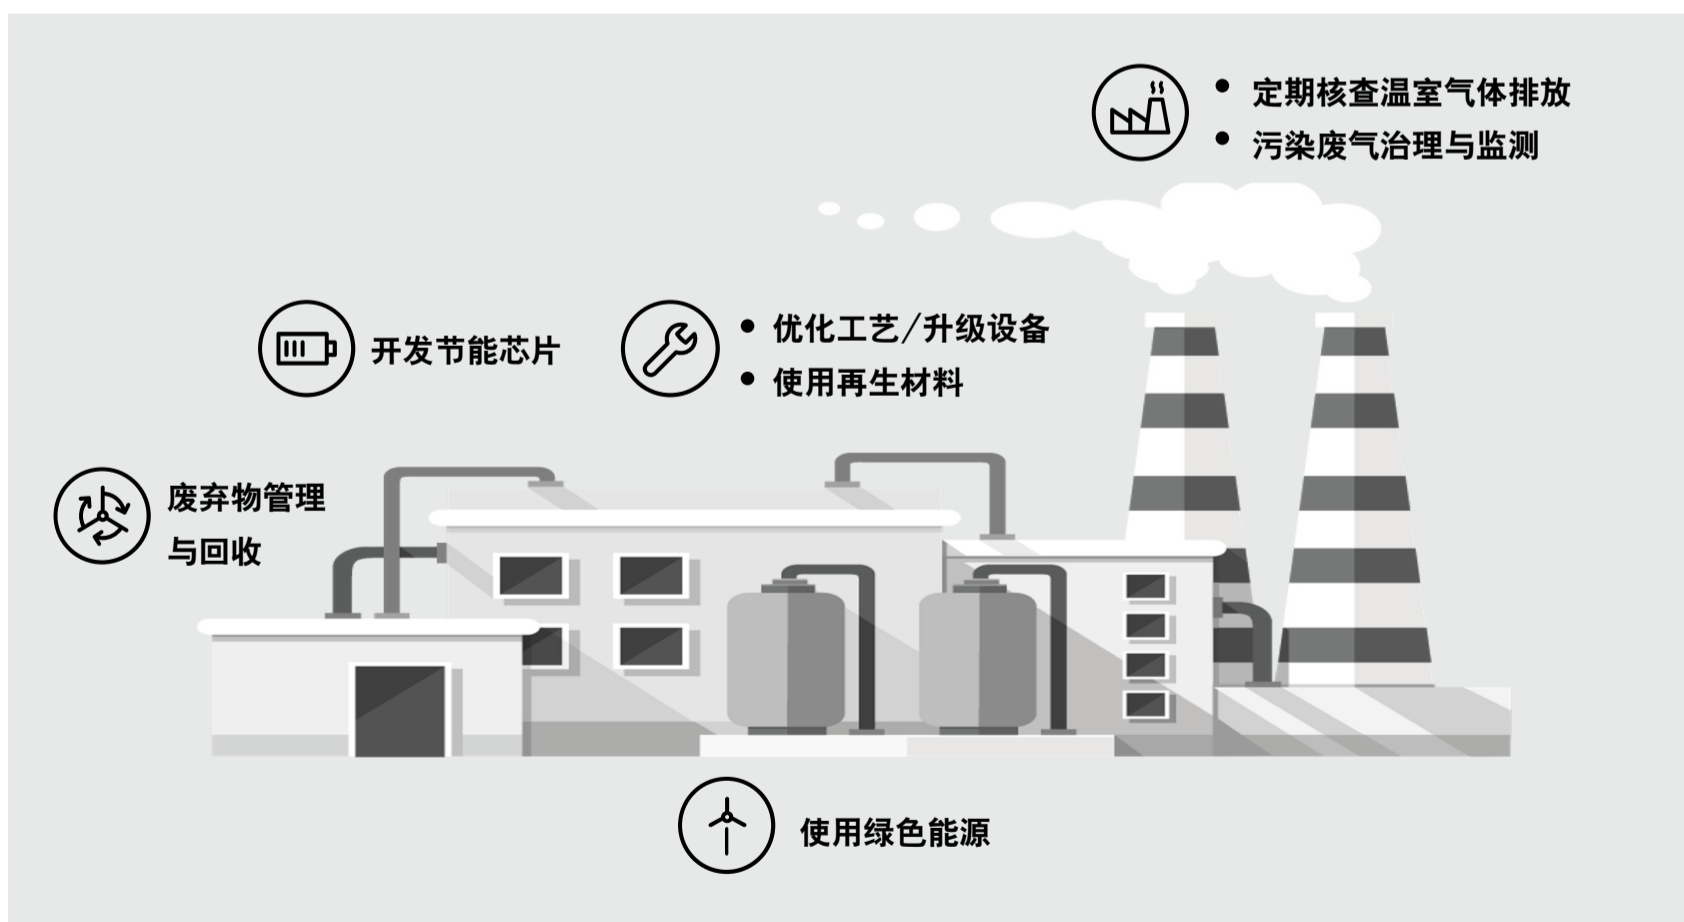 • 定期核查温室气体排放
• 污染废气治理与监测
开发节能芯片
• 优化工艺/升级设备
• 使用再生材料
废弃物管理
与回收
使用绿色能源